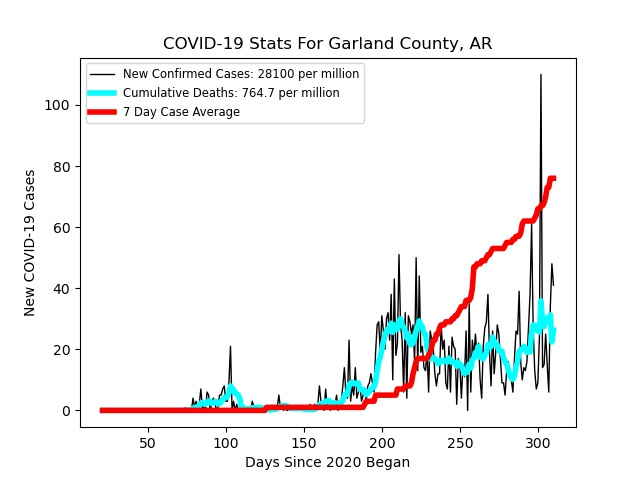 COVID-19 Stats For Garland County, AR
New Confirmed Cases: 28100 per million
Cumulative Deaths: 764.7 per million
7 Day Case Average
New COVID-19 Cases
100
80
60
40
20
0
50 100 150 200 250 300
Days Since 2020 Began